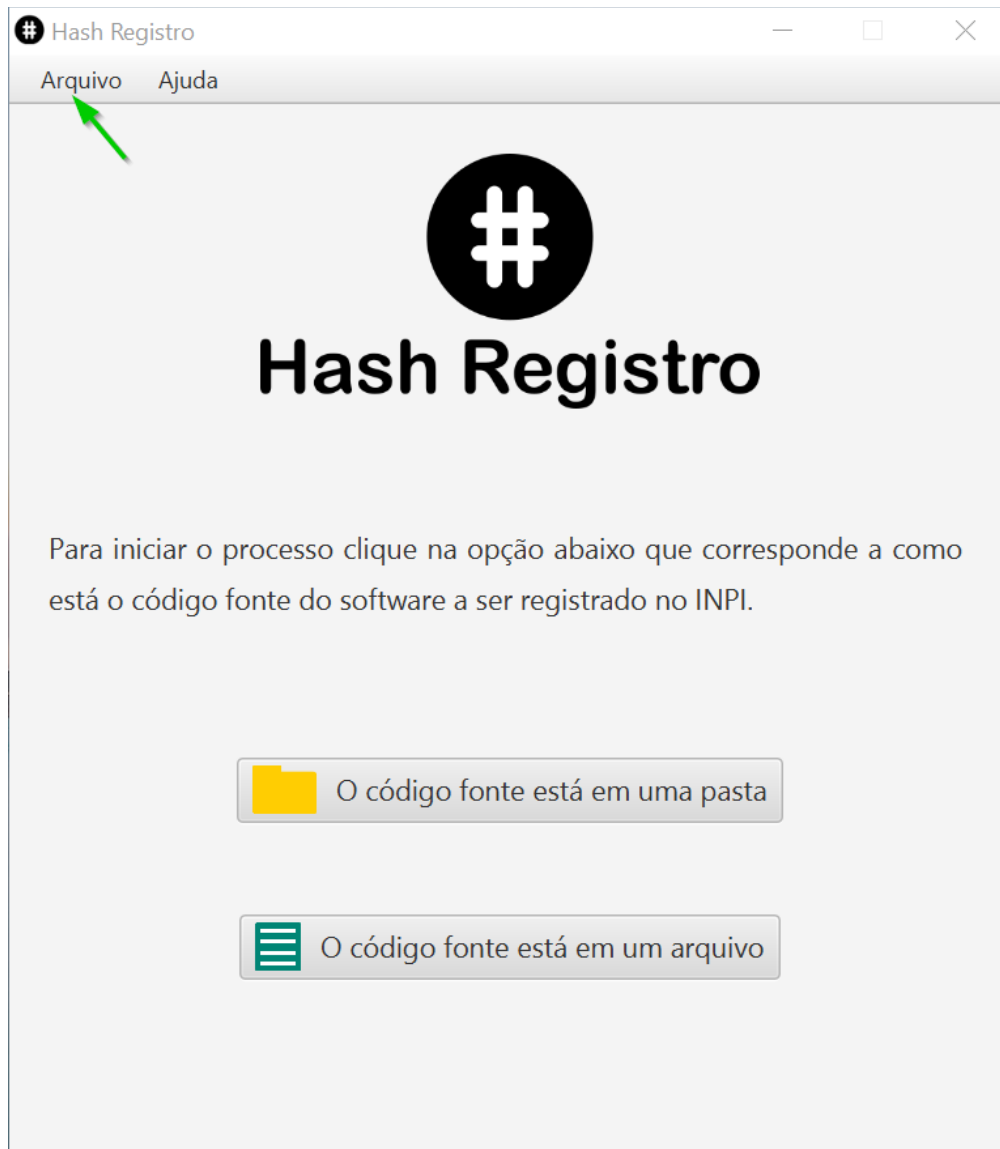 Hash Registro
Arquivo Ajuda
Hash Registro
Para iniciar o processo clique na opção abaixo que corresponde a como
está o código fonte do software a ser registrado no INPI.
O código fonte está em uma pasta
O código fonte está em um arquivo